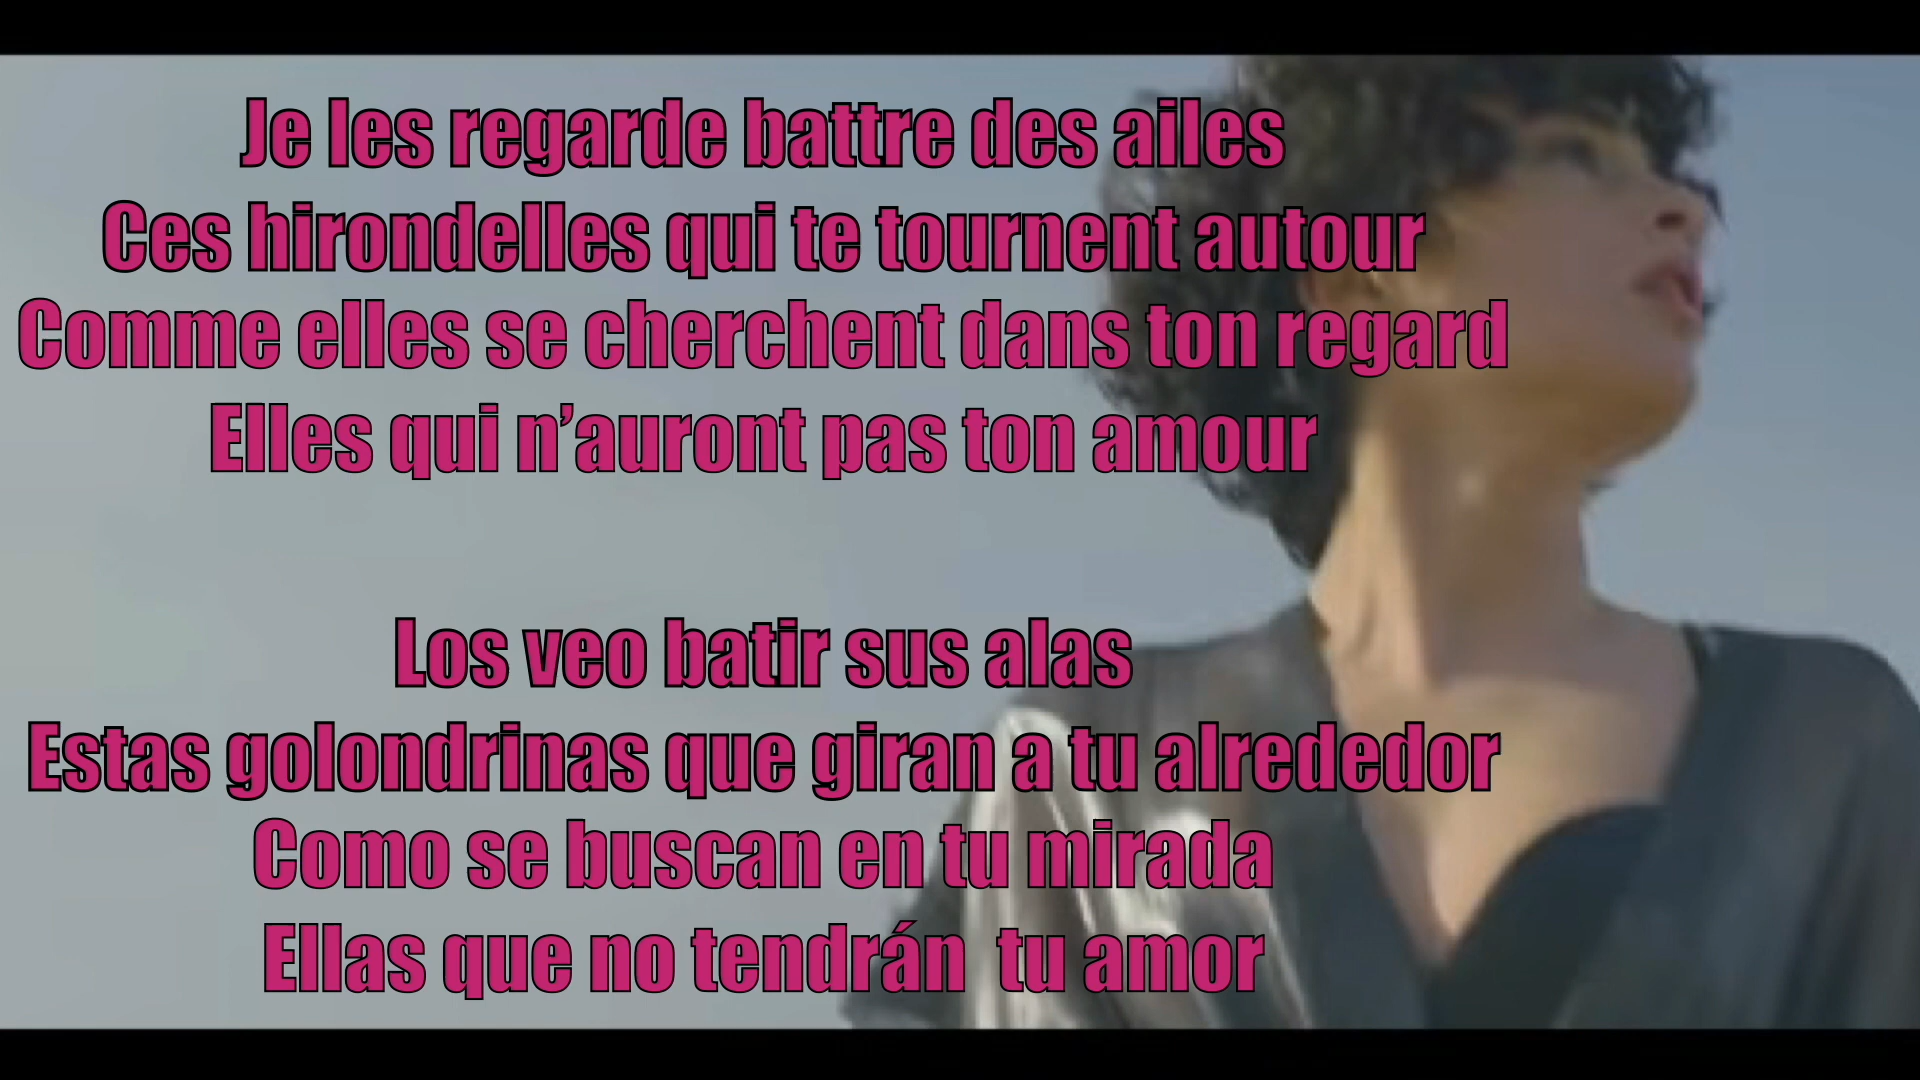 Je les regarde battre des ailes
Ces hirondelles qui te tournent autour
Comme elles se cherchent dans ton regard
Elles qui n’auront pas ton amour
Los veo batir sus alas
Estas golondrinas que giran a tu alrededor
Como se buscan en tu mirada
Ellas que no tendrán tu amor